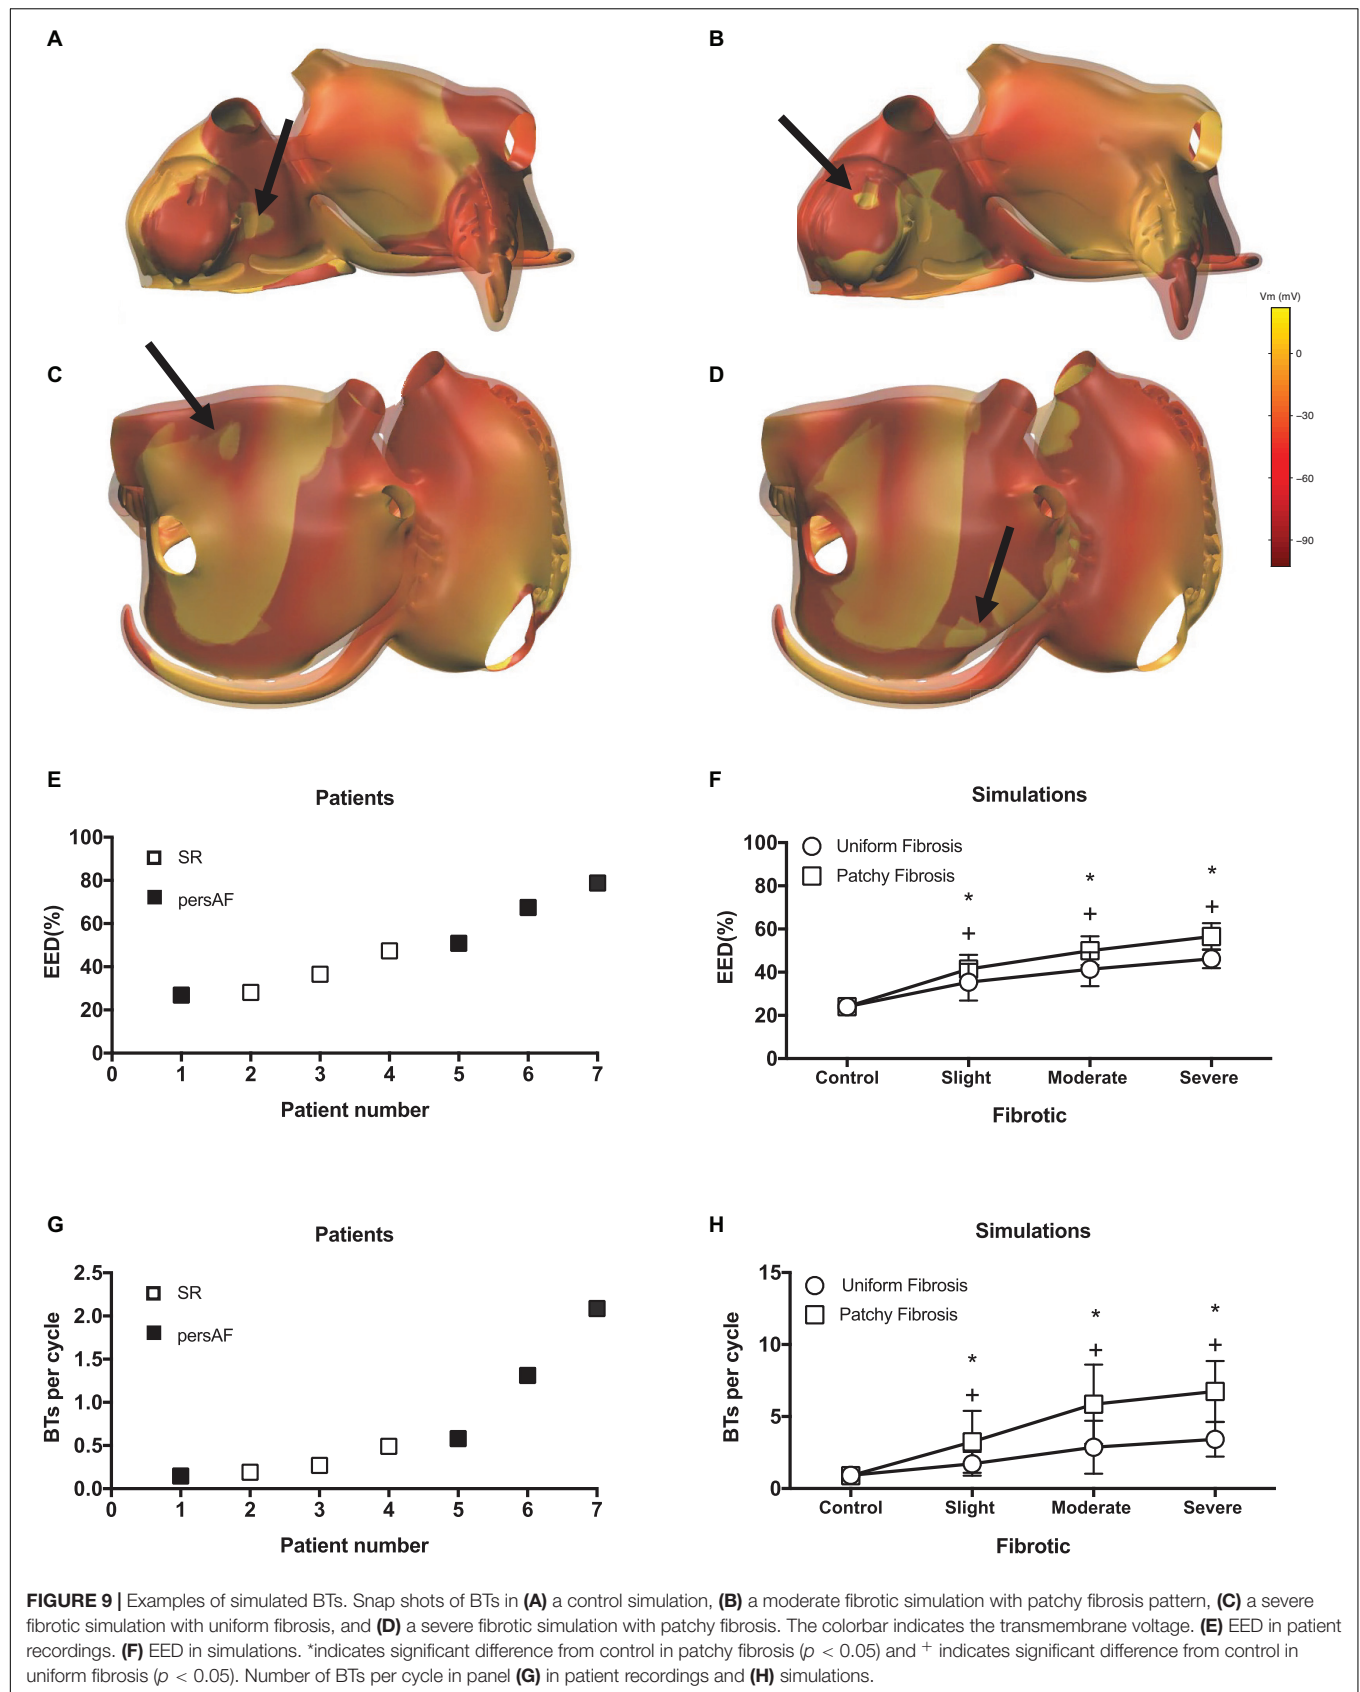 A
B
Vm (mV)
0
−30
−60
−90
C
D
E
Patients
100
80
60
40
20
0
EED(%)
SR
persAF
0 1 2 3 4 5 6 7
Patient number
F
Simulations
100
80
60
40
20
0
EED(%)
Uniform Fibrosis
Patchy Fibrosis
* * *
+ + +
Control Slight Moderate Severe
Fibrotic
G
Patients
2.5
2.0
1.5
1.0
0.5
0.0
BTs per cycle
SR
persAF
0 1 2 3 4 5 6 7
Patient number
H
Simulations
15
10
5
0
BTs per cycle
Uniform Fibrosis
Patchy Fibrosis
* * *
+ + +
Control Slight Moderate Severe
Fibrotic
FIGURE 9 | Examples of simulated BTs. Snap shots of BTs in (A) a control simulation, (B) a moderate fibrotic simulation with patchy fibrosis pattern, (C) a severe
fibrotic simulation with uniform fibrosis, and (D) a severe fibrotic simulation with patchy fibrosis. The colorbar indicates the transmembrane voltage. (E) EED in patient
recordings. (F) EED in simulations. *indicates significant difference from control in patchy fibrosis (p < 0.05) and + indicates significant difference from control in
uniform fibrosis (p < 0.05). Number of BTs per cycle in panel (G) in patient recordings and (H) simulations.